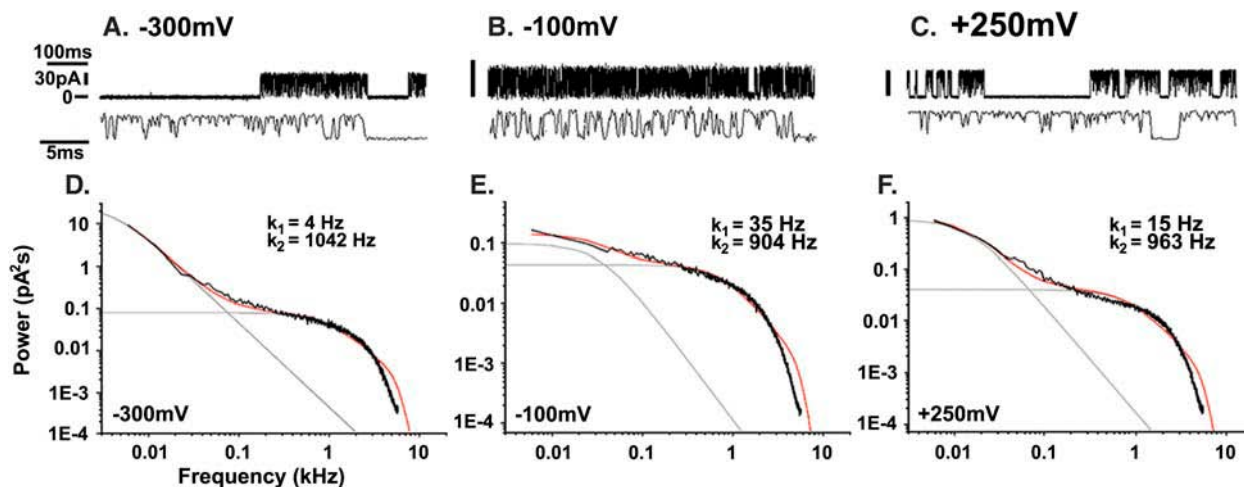 A. -300mV
B. -100mV
C. +250mV
100ms
30pA
0
5ms
D.
k1 = 4 Hz
k2 = 1042 Hz
10
1
0.1
0.01
1E-3
1E-4
-300mV
0.01 0.1 1 10
Frequency (kHz)
Power (pA²s)
E.
k1 = 35 Hz
k2 = 904 Hz
0.1
0.01
1E-3
1E-4
-100mV
0.01 0.1 1 10
F.
k1 = 15 Hz
k2 = 963 Hz
1
0.1
0.01
1E-3
1E-4
+250mV
0.01 0.1 1 10